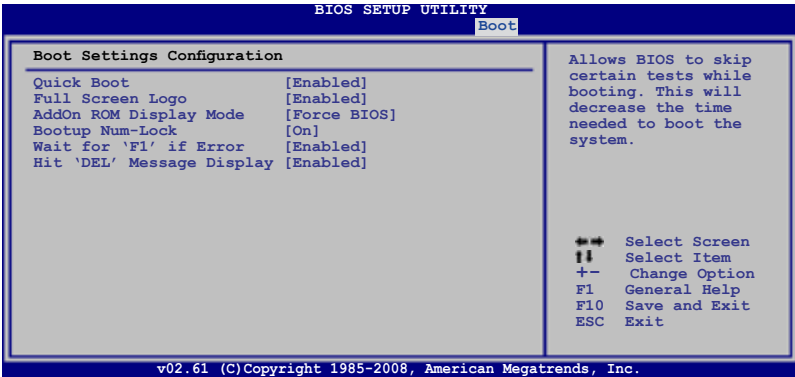 BIOS SETUP UTILITY
Boot
Boot Settings Configuration
Quick Boot [Enabled]
Full Screen Logo [Enabled]
AddOn ROM Display Mode [Force BIOS]
Bootup Num-Lock [On]
Wait for ‘F1’ if Error [Enabled]
Hit ‘DEL’ Message Display [Enabled]
Allows BIOS to skip
certain tests while
booting. This will
decrease the time
needed to boot the
system.
←→ Select Screen
↑↓ Select Item
+- Change Option
F1 General Help
F10 Save and Exit
ESC Exit
v02.61 (C)Copyright 1985-2008, American Megatrends, Inc.